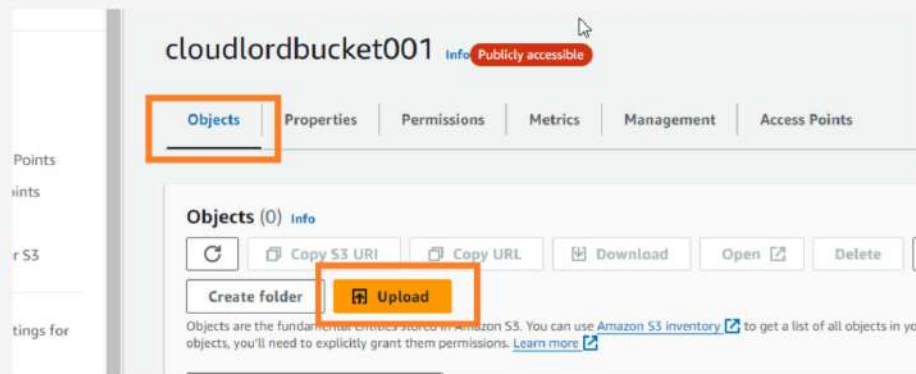 cloudlordbucket001 Info Publicly accessible
Objects Properties Permissions Metrics Management Access Points
Points
ints
r S3
tings for
Objects (0) Info
Copy S3 URI Copy URL Download Open Delete
Create folder Upload
Objects are the fundamental entities stored in Amazon S3. You can use Amazon S3 inventory to get a list of all objects in yo
objects, you'll need to explicitly grant them permissions. Learn more